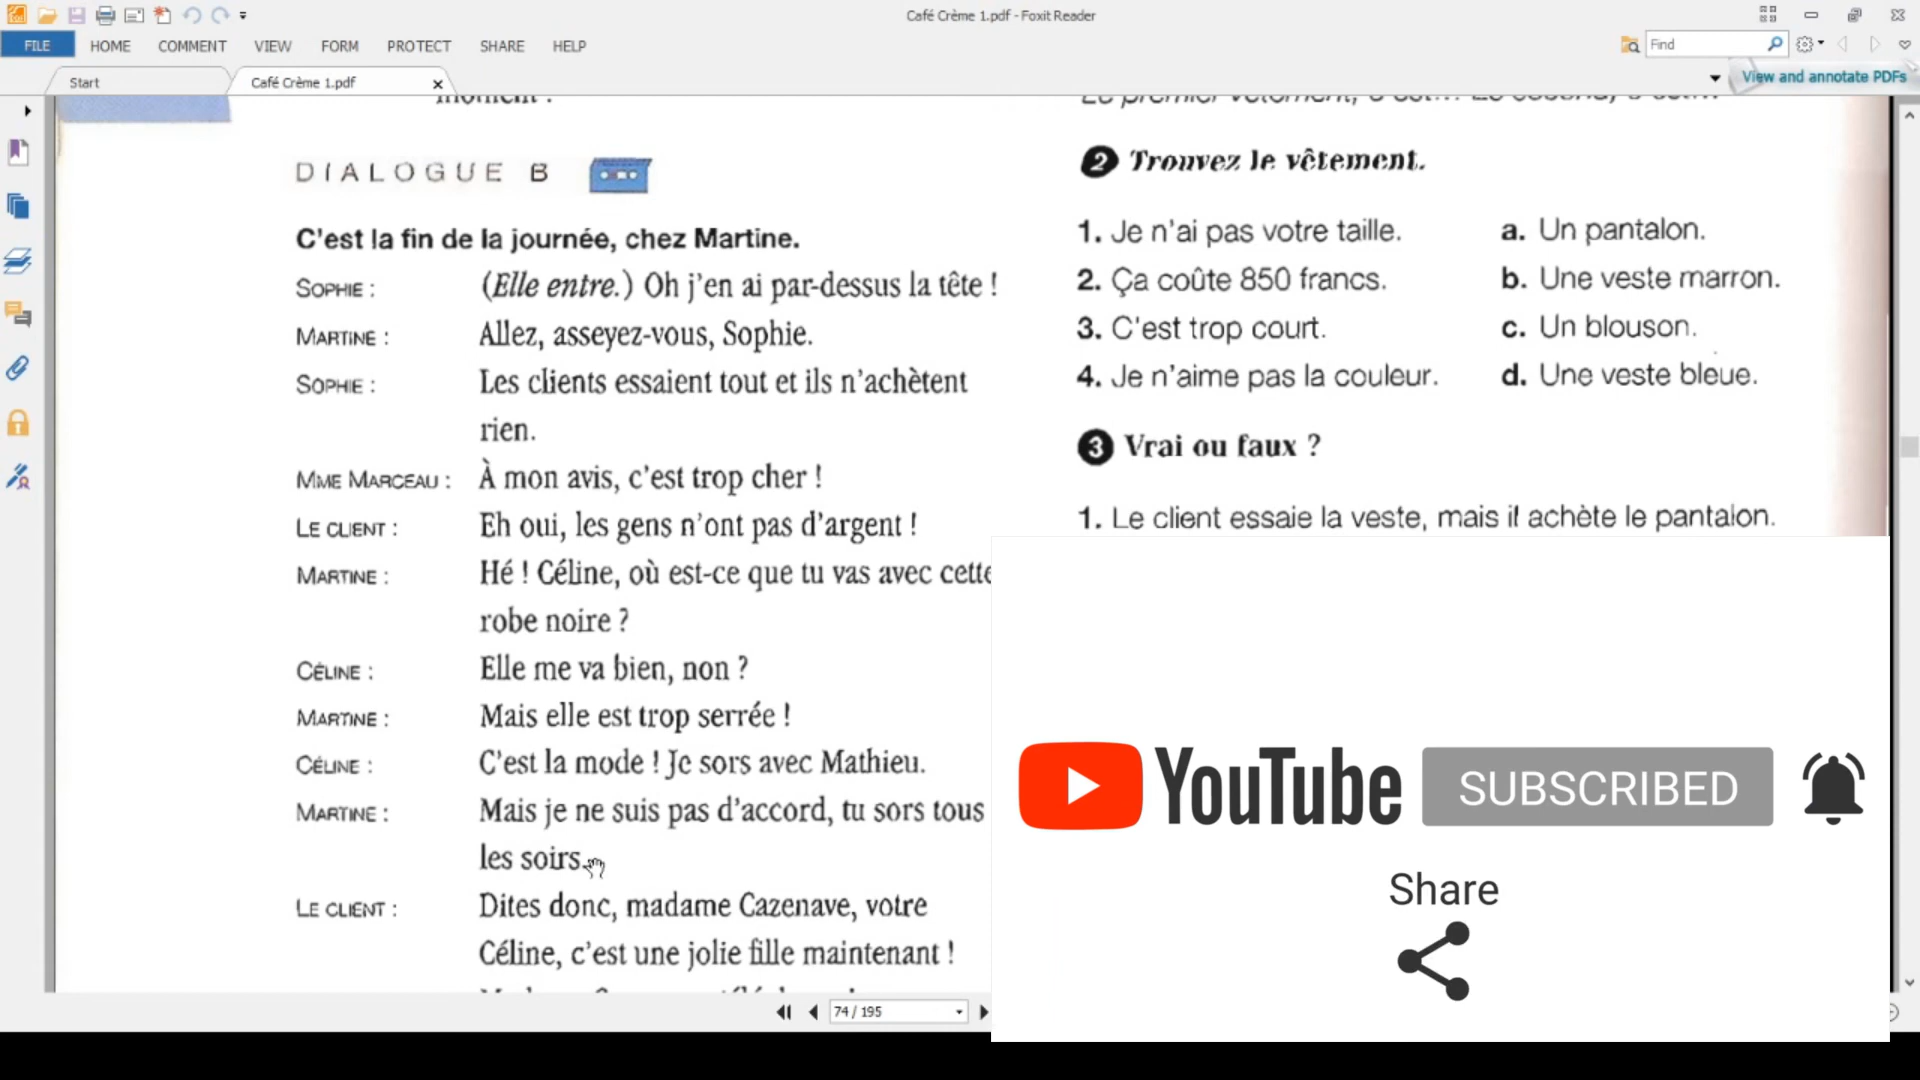 Café Crème 1.pdf - Foxit Reader
FILE HOME COMMENT VIEW FORM PROTECT SHARE HELP
Find
Start
Café Crème 1.pdf
View and annotate PDFs
DIALOGUE B
C'est la fin de la journée, chez Martine.
SOPHIE : (Elle entre.) Oh j'en ai par-dessus la tête !
MARTINE : Allez, asseyez-vous, Sophie.
SOPHIE : Les clients essaient tout et ils n'achètent
rien.
MME MARCEAU : À mon avis, c'est trop cher !
LE CLIENT : Eh oui, les gens n'ont pas d'argent !
MARTINE : Hé ! Céline, où est-ce que tu vas avec cette
robe noire ?
CÉLINE : Elle me va bien, non ?
MARTINE : Mais elle est trop serrée !
CÉLINE : C'est la mode ! Je sors avec Mathieu.
MARTINE : Mais je ne suis pas d'accord, tu sors tous
les soirs.
LE CLIENT : Dites donc, madame Cazenave, votre
Céline, c'est une jolie fille maintenant !
2 Trouvez le vêtement.
1. Je n'ai pas votre taille. a. Un pantalon.
2. Ça coûte 850 francs. b. Une veste marron.
3. C'est trop court. c. Un blouson.
4. Je n'aime pas la couleur. d. Une veste bleue.
3 Vrai ou faux ?
1. Le client essaie la veste, mais il achète le pantalon.
YouTube SUBSCRIBED
Share
74 / 195